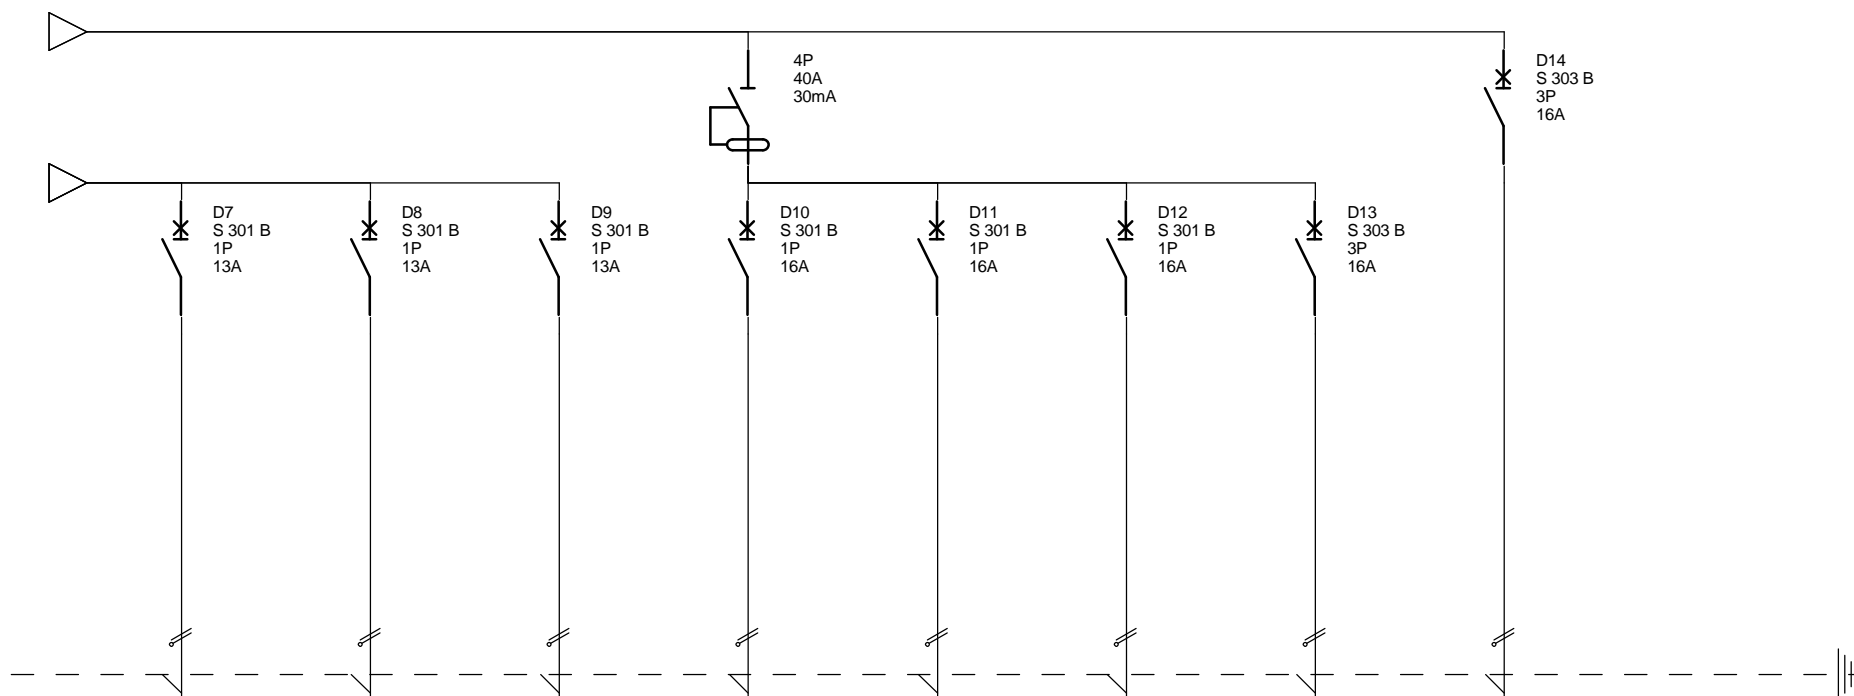 4P
40A
30mA
D14
S 303 B
3P
16A
D7
S 301 B
1P
13A
D8
S 301 B
1P
13A
D9
S 301 B
1P
13A
D10
S 301 B
1P
16A
D11
S 301 B
1P
16A
D12
S 301 B
1P
16A
D13
S 303 B
3P
16A